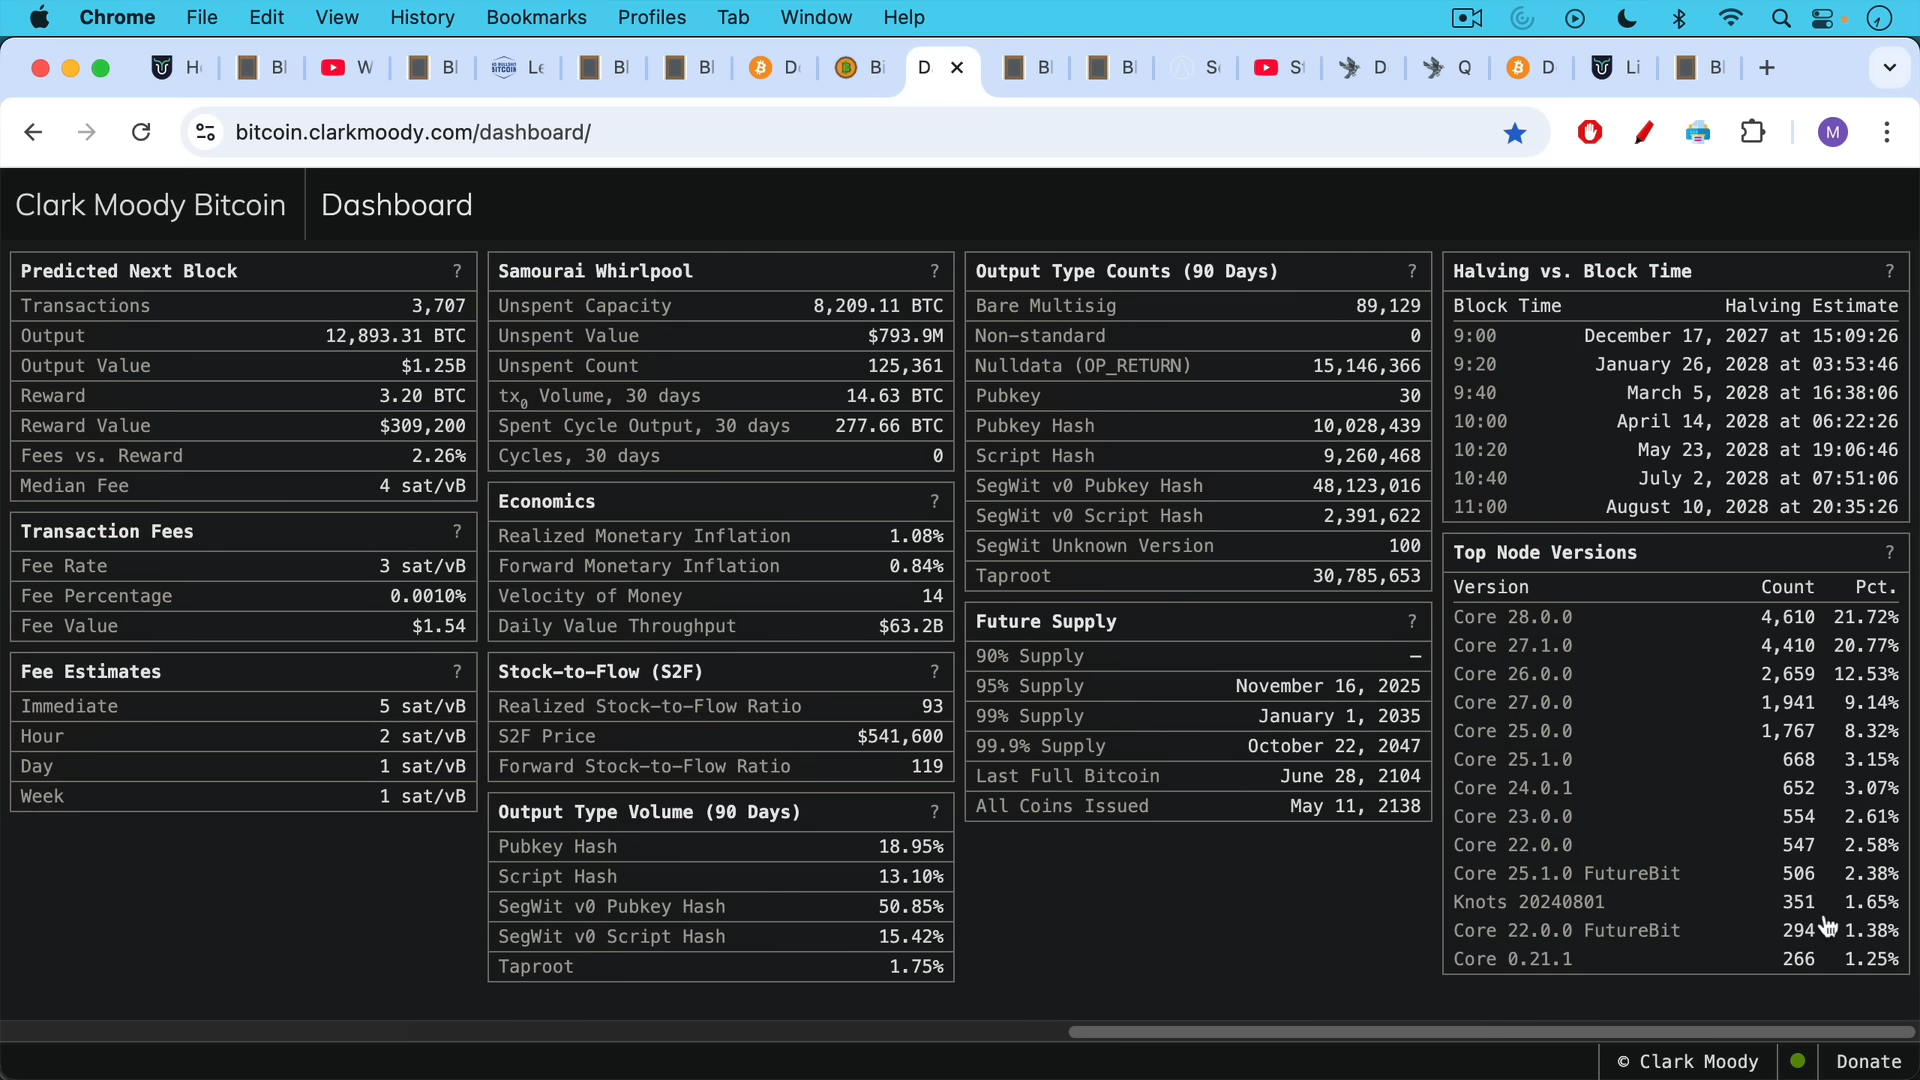 Chrome File Edit View History Bookmarks Profiles Tab Window Help
H Bl W Bl Le Bl Bl D Bi D Bl Bl S St D Q D Li Bl
bitcoin.clarkmoody.com/dashboard/ M
Clark Moody Bitcoin Dashboard
Predicted Next Block ?
Transactions 3,707
Output 12,893.31 BTC
Output Value $1.25B
Reward 3.20 BTC
Reward Value $309,200
Fees vs. Reward 2.26%
Median Fee 4 sat/vB
Transaction Fees ?
Fee Rate 3 sat/vB
Fee Percentage 0.0010%
Fee Value $1.54
Fee Estimates ?
Immediate 5 sat/vB
Hour 2 sat/vB
Day 1 sat/vB
Week 1 sat/vB
Samourai Whirlpool ?
Unspent Capacity 8,209.11 BTC
Unspent Value $793.9M
Unspent Count 125,361
tx0 Volume, 30 days 14.63 BTC
Spent Cycle Output, 30 days 277.66 BTC
Cycles, 30 days 0
Economics ?
Realized Monetary Inflation 1.08%
Forward Monetary Inflation 0.84%
Velocity of Money 14
Daily Value Throughput $63.2B
Stock-to-Flow (S2F) ?
Realized Stock-to-Flow Ratio 93
S2F Price $541,600
Forward Stock-to-Flow Ratio 119
Output Type Volume (90 Days) ?
Pubkey Hash 18.95%
Script Hash 13.10%
SegWit v0 Pubkey Hash 50.85%
SegWit v0 Script Hash 15.42%
Taproot 1.75%
Output Type Counts (90 Days) ?
Bare Multisig 89,129
Non-standard 0
Nulldata (OP_RETURN) 15,146,366
Pubkey 30
Pubkey Hash 10,028,439
Script Hash 9,260,468
SegWit v0 Pubkey Hash 48,123,016
SegWit v0 Script Hash 2,391,622
SegWit Unknown Version 100
Taproot 30,785,653
Future Supply ?
90% Supply –
95% Supply November 16, 2025
99% Supply January 1, 2035
99.9% Supply October 22, 2047
Last Full Bitcoin June 28, 2104
All Coins Issued May 11, 2138
Halving vs. Block Time ?
Block Time Halving Estimate
9:00 December 17, 2027 at 15:09:26
9:20 January 26, 2028 at 03:53:46
9:40 March 5, 2028 at 16:38:06
10:00 April 14, 2028 at 06:22:26
10:20 May 23, 2028 at 19:06:46
10:40 July 2, 2028 at 07:51:06
11:00 August 10, 2028 at 20:35:26
Top Node Versions ?
Version Count Pct.
Core 28.0.0 4,610 21.72%
Core 27.1.0 4,410 20.77%
Core 26.0.0 2,659 12.53%
Core 27.0.0 1,941 9.14%
Core 25.0.0 1,767 8.32%
Core 25.1.0 668 3.15%
Core 24.0.1 652 3.07%
Core 23.0.0 554 2.61%
Core 22.0.0 547 2.58%
Core 25.1.0 FutureBit 506 2.38%
Knots 20240801 351 1.65%
Core 22.0.0 FutureBit 294 1.38%
Core 0.21.1 266 1.25%
© Clark Moody Donate